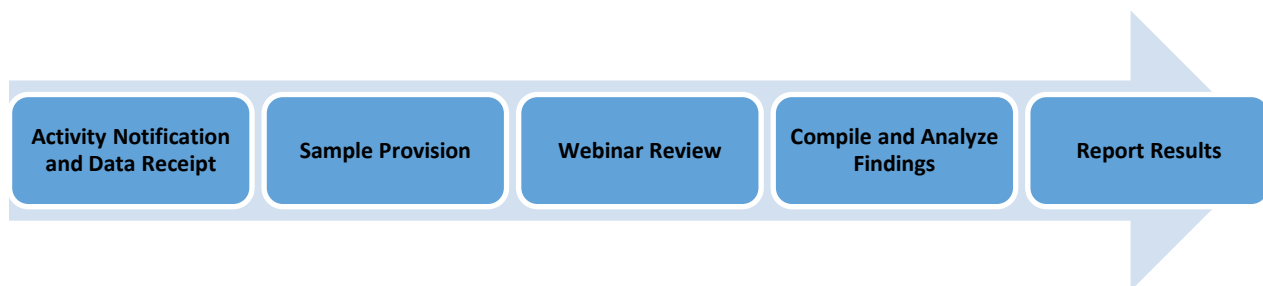 Activity Notification
and Data Receipt
Sample Provision
Webinar Review
Compile and Analyze
Findings
Report Results